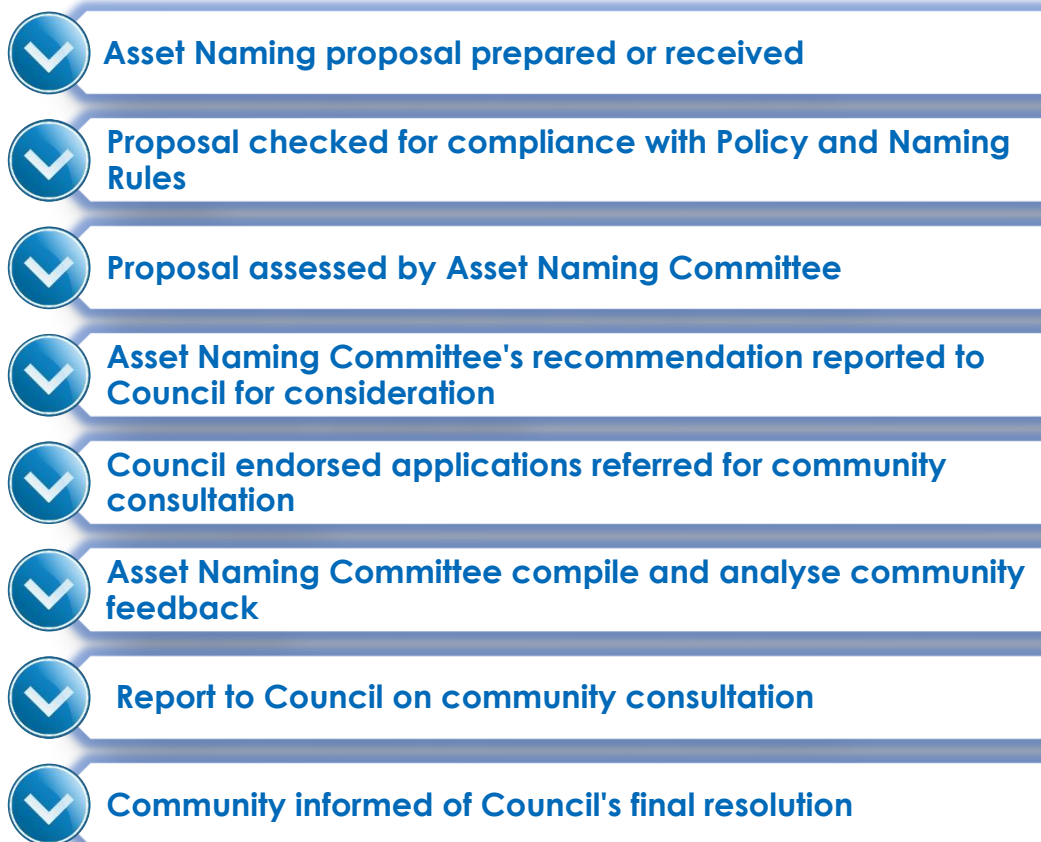 Asset Naming proposal prepared or received
Proposal checked for compliance with Policy and Naming
Rules
Proposal assessed by Asset Naming Committee
Asset Naming Committee's recommendation reported to
Council for consideration
Council endorsed applications referred for community
consultation
Asset Naming Committee compile and analyse community
feedback
Report to Council on community consultation
Community informed of Council's final resolution